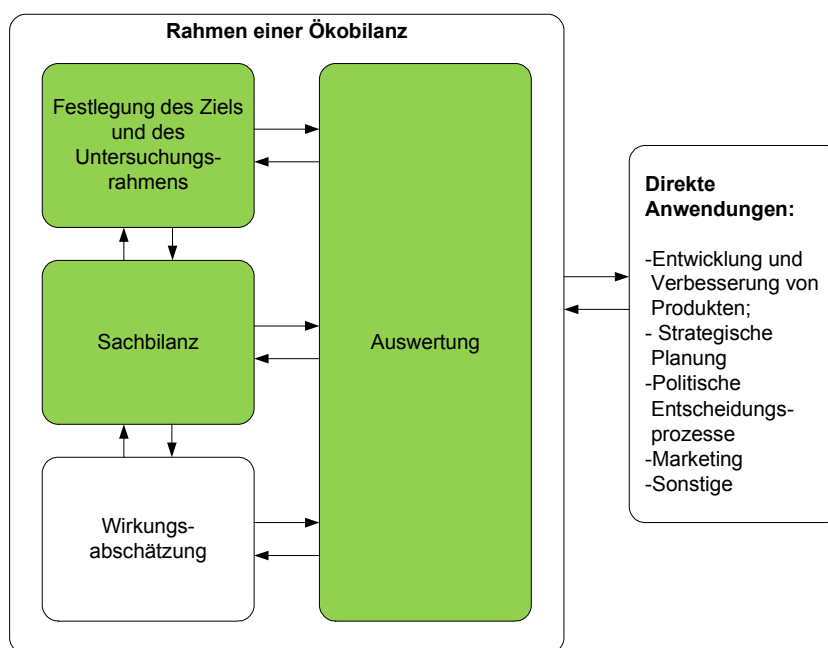 Rahmen einer Ökobilanz
Festlegung des Ziels
und des
Untersuchungs-
rahmens
Sachbilanz
Wirkungs-
abschätzung
Auswertung
Direkte
Anwendungen:
-Entwicklung und
Verbesserung von
Produkten;
- Strategische
Planung
-Politische
Entscheidungs-
prozesse
-Marketing
-Sonstige